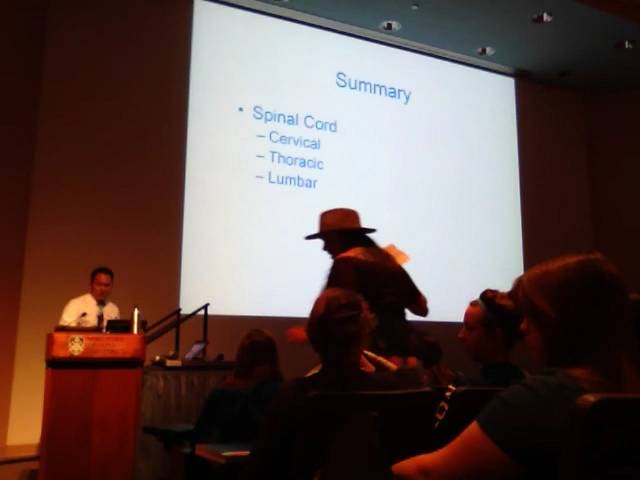 Summary
• Spinal Cord
– Cervical
– Thoracic
– Lumbar